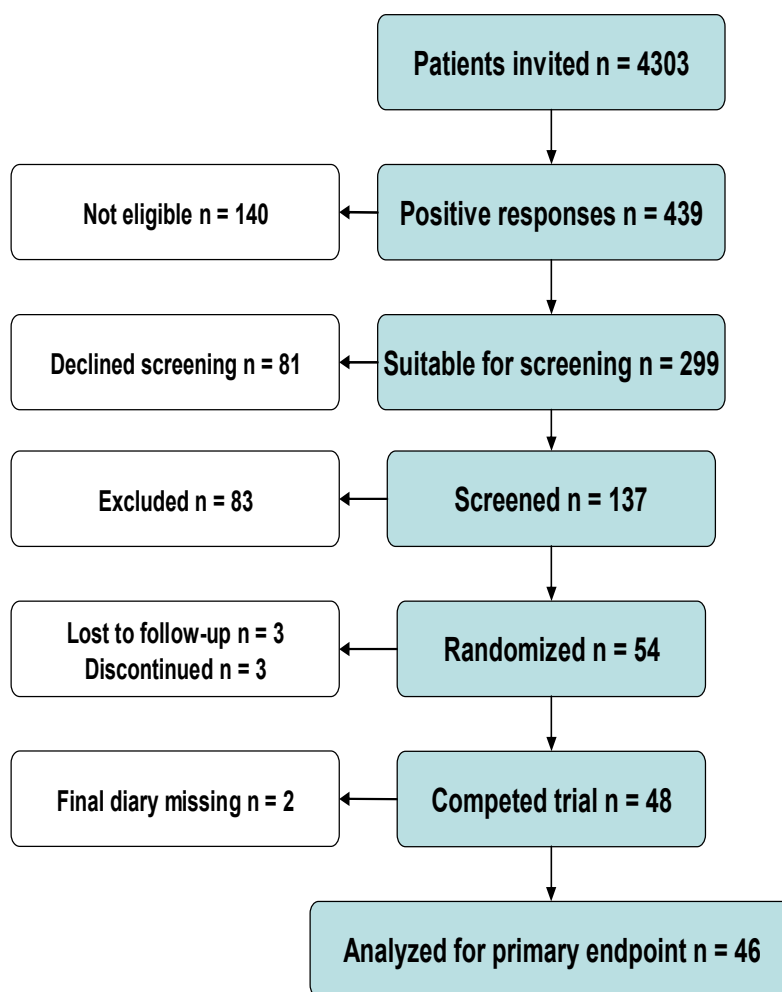 Patients invited n = 4303
Not eligible n = 140
Positive responses n = 439
Declined screening n = 81
Suitable for screening n = 299
Excluded n = 83
Screened n = 137
Lost to follow-up n = 3
Discontinued n = 3
Randomized n = 54
Final diary missing n = 2
Competed trial n = 48
Analyzed for primary endpoint n = 46